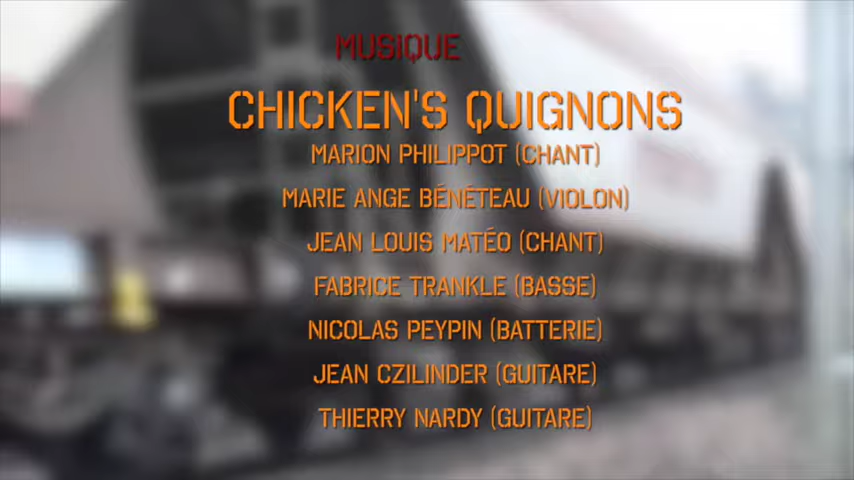 MUSIQUE
CHICKEN'S QUIGNONS
MARION PHILIPPOT (CHANT)
MARIE ANGE BÉNÉTEAU (VIOLON)
JEAN LOUIS MATÉO (CHANT)
FABRICE TRANKLE (BASSE)
NICOLAS PEYPIN (BATTERIE)
JEAN CZILINDER (GUITARE)
THIERRY NARDY (GUITARE)